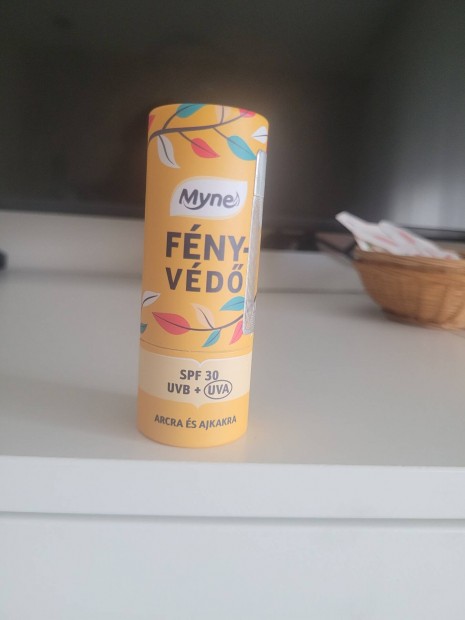 Myne
FÉNY-
VÉDŐ
SPF 30
UVB + UVA
ARCRA ÉS AJKAKRA